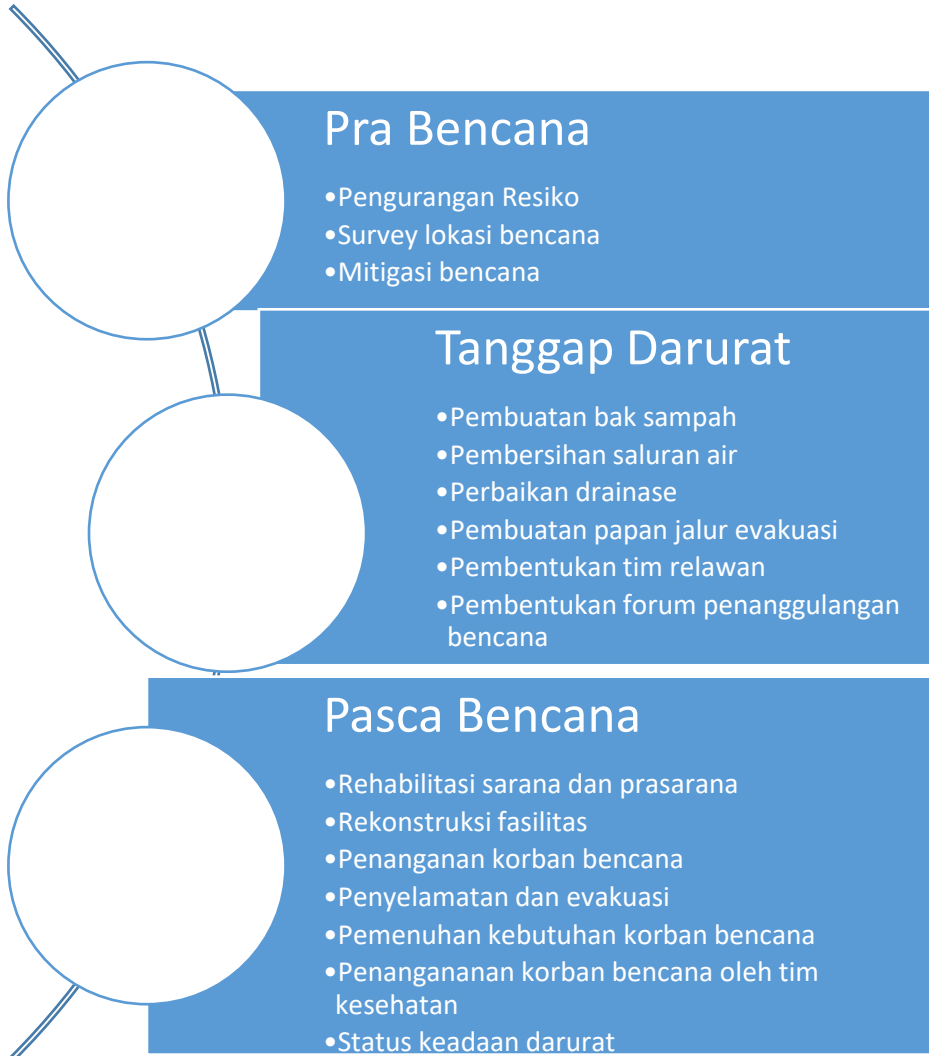 Pra Bencana
•Pengurangan Resiko
•Survey lokasi bencana
•Mitigasi bencana
Tanggap Darurat
•Pembuatan bak sampah
•Pembersihan saluran air
•Perbaikan drainase
•Pembuatan papan jalur evakuasi
•Pembentukan tim relawan
•Pembentukan forum penanggulangan
bencana
Pasca Bencana
•Rehabilitasi sarana dan prasarana
•Rekonstruksi fasilitas
•Penanganan korban bencana
•Penyelamatan dan evakuasi
•Pemenuhan kebutuhan korban bencana
•Penangananan korban bencana oleh tim
kesehatan
•Status keadaan darurat